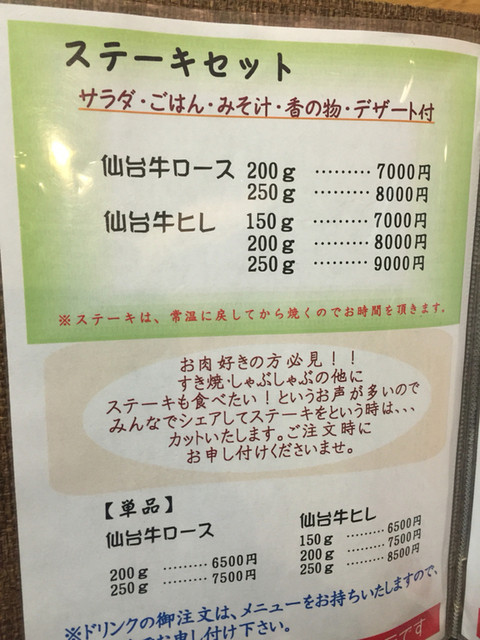 ステーキセット
サラダ・ごはん・みそ汁・香の物・デザート付
仙台牛ロース 200g ……… 7000円
250g ……… 8000円
仙台牛ヒレ 150g ……… 7000円
200g ……… 8000円
250g ……… 9000円
※ステーキは、常温に戻してから焼くのでお時間を頂きます。
お肉好きの方必見！！
すき焼・しゃぶしゃぶの他に
ステーキも食べたい！というお声が多いので
みんなでシェアしてステーキをという時は、、、
カットいたします。ご注文時に
お申し付けくださいませ。
【単品】
仙台牛ロース
200g ……… 6500円
250g ……… 7500円
仙台牛ヒレ
150g ……… 6500円
200g ……… 7500円
250g ……… 8500円
※ドリンクの御注文は、メニューをお持ちいたしますので、
お申し付け下さい。
です